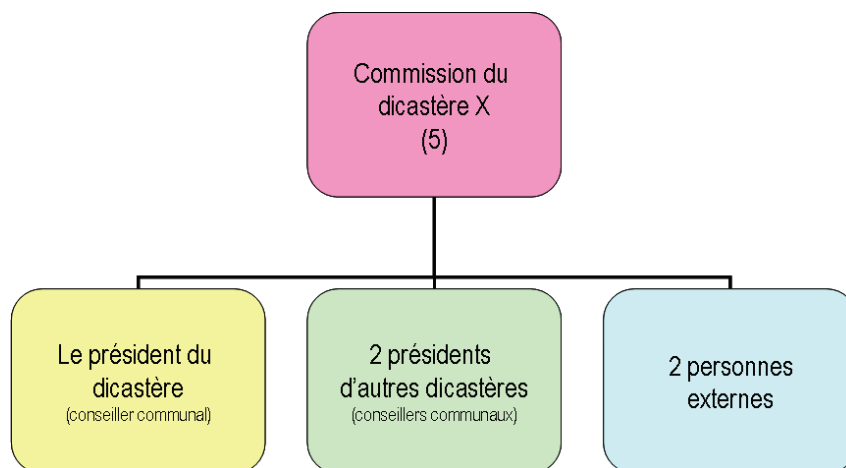 Commission du
dicastère X
(5)
Le président du
dicastère
(conseiller communal)
2 présidents
d'autres dicastères
(conseillers communaux)
2 personnes
externes